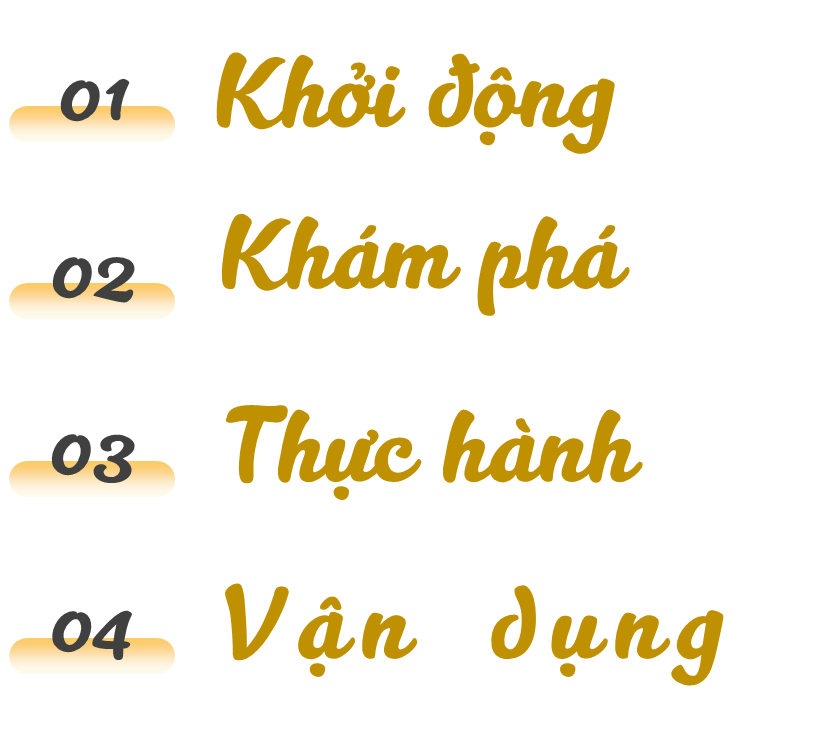 01 Khởi động
02 Khám phá
03 Thực hành
04 Vận dụng